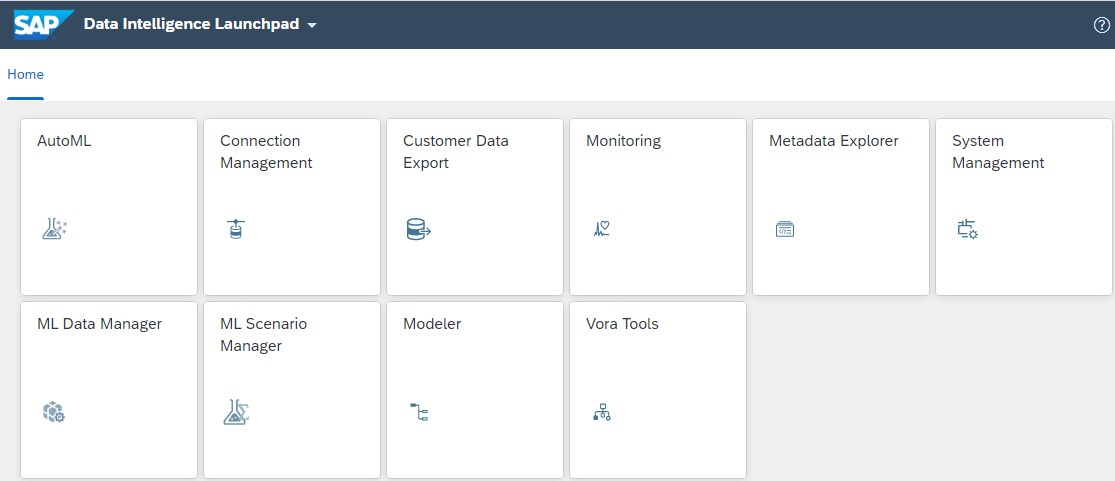 SAP Data Intelligence Launchpad
Home
AutoML
Connection
Management
Customer Data
Export
Monitoring
Metadata Explorer
System
Management
ML Data Manager
ML Scenario
Manager
Modeler
Vora Tools